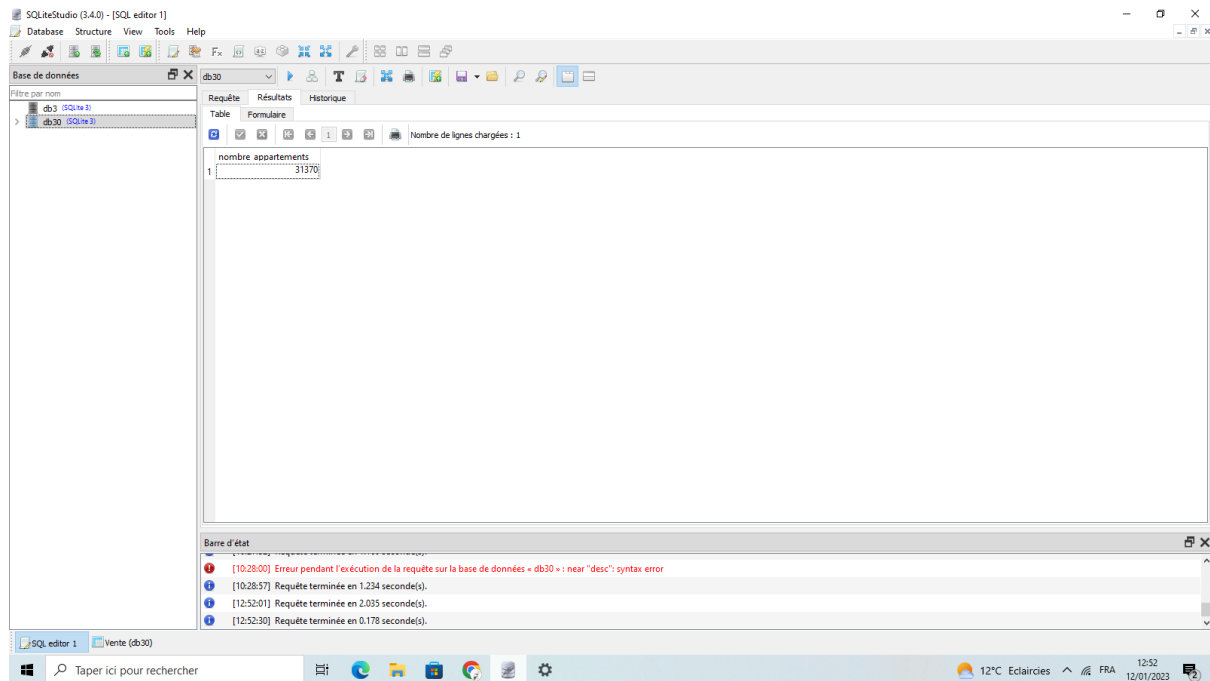 SQLiteStudio (3.4.0) - [SQL editor 1]
Database Structure View Tools Help
Base de données
Filtre par nom
db3 (SQLite 3)
db30 (SQLite 3)
db30
Requête Résultats Historique
Table Formulaire
1
Nombre de lignes chargées : 1
nombre appartements
1 31370
Barre d'état
[10:28:00] Erreur pendant l'exécution de la requête sur la base de données « db30 » : near "desc": syntax error
[10:28:57] Requête terminée en 1.234 seconde(s).
[12:52:01] Requête terminée en 2.035 seconde(s).
[12:52:30] Requête terminée en 0.178 seconde(s).
SQL editor 1 Vente (db30)
Taper ici pour rechercher
12°C Eclaircies
FRA
12:52
12/01/2023
2